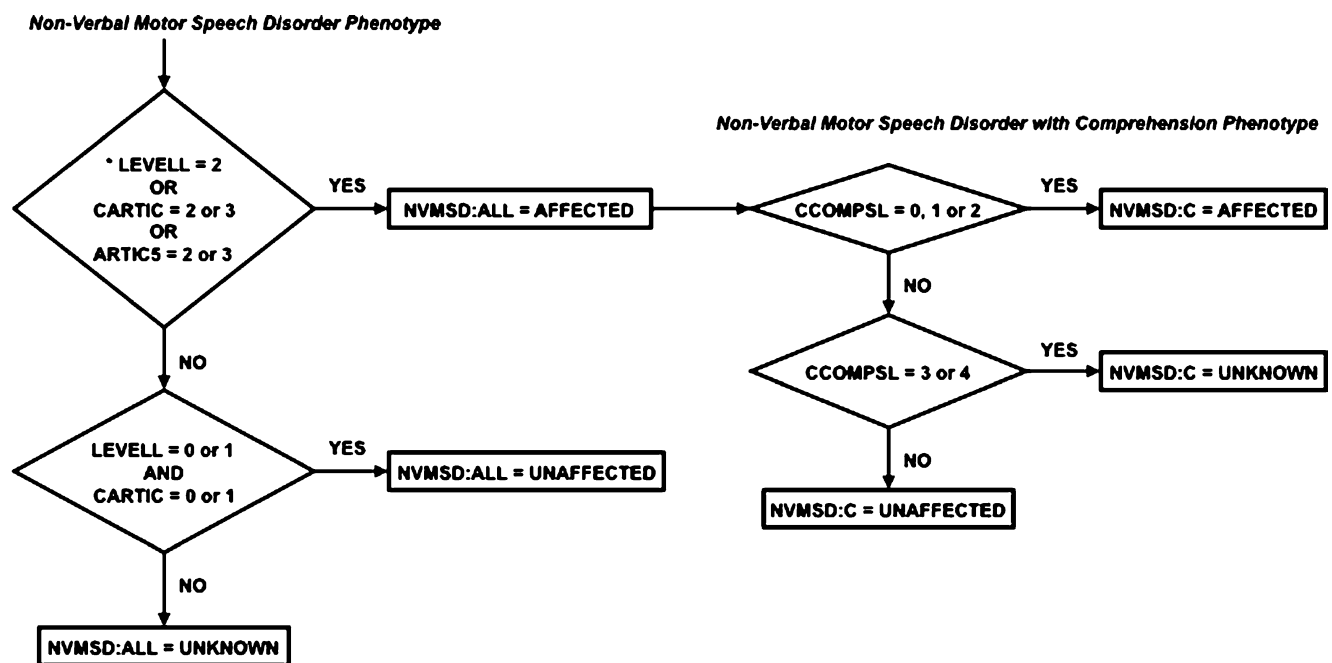 Non-Verbal Motor Speech Disorder Phenotype
* LEVELL = 2
OR
CARTIC = 2 or 3
OR
ARTIC5 = 2 or 3
YES
NVMSD:ALL = AFFECTED
NO
LEVELL = 0 or 1
AND
CARTIC = 0 or 1
YES
NVMSD:ALL = UNAFFECTED
NO
NVMSD:ALL = UNKNOWN
Non-Verbal Motor Speech Disorder with Comprehension Phenotype
CCOMPSL = 0, 1 or 2
YES
NVMSD:C = AFFECTED
NO
CCOMPSL = 3 or 4
YES
NVMSD:C = UNKNOWN
NO
NVMSD:C = UNAFFECTED